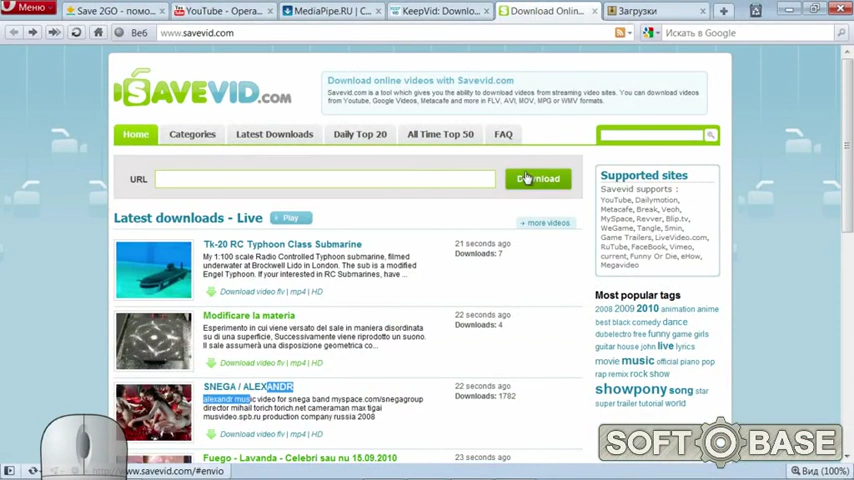 Меню
Save 2GO - помо...
YouTube - Opera...
MediaPipe.RU | С...
KeepVid: Downlo...
Download Onlin...
Загрузки
Веб
www.savevid.com
Искать в Google
SAVEVID.COM
Download online videos with Savevid.com
Savevid.com is a tool which gives you the ability to download videos from streaming video sites. You can download videos
from Youtube, Google Videos, Metacafe and more in FLV, AVI, MOV, MPG or WMV formats.
Home
Categories
Latest Downloads
Daily Top 20
All Time Top 50
FAQ
URL
Download
Latest downloads - Live
Play
more videos
Tk-20 RC Typhoon Class Submarine
My 1:100 scale Radio Controlled Typhoon submarine, filmed
underwater at Brockwell Lido in London. The sub is a modified
Engel Typhoon. If your interested in RC Submarines, have ...
Download video flv | mp4 | HD
21 seconds ago
Downloads: 7
Modificare la materia
Esperimento in cui viene versato del sale in maniera disordinata
su di una superficie, Successivamente viene riprodotto un suono.
Il sale assumerà una disposizione geometrica co...
Download video flv | mp4 | HD
22 seconds ago
Downloads: 4
SNEGA / ALEXANDR
alexandr music video for snega band myspace.com/snegagroup
director mihail torich torich.net cameraman max tigai
musvideo.spb.ru production company russia 2008
Download video flv | mp4 | HD
22 seconds ago
Downloads: 1782
Fuego - Lavanda - Celebri sau nu 15.09.2010
23 seconds ago
Supported sites
Savevid supports :
YouTube, Dailymotion,
Metacafe, Break, Veoh,
MySpace, Revver, Blip.tv,
WeGame, Tangle, 5min,
Game Trailers, LiveVideo.com,
RuTube, FaceBook, Vimeo,
current, Funny Or Die, eHow,
Megavideo
Most popular tags
2008 2009 2010 animation anime
best black comedy dance
dubelectro free funny game girls
guitar house john live lyrics
movie music official piano pop
rap remix rock show
showpony song star
super trailer tutorial world
SOFT BASE
http://www.savevid.com/#envio
Вид (100%)